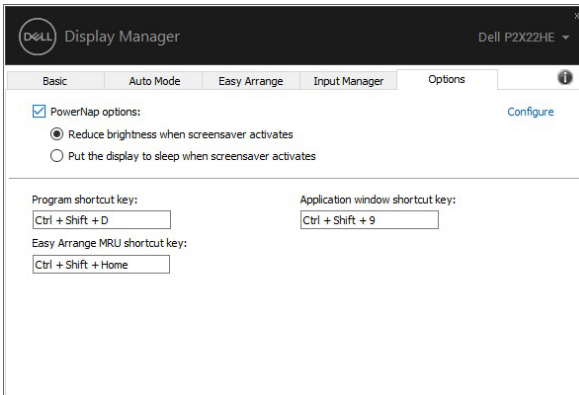 DELL Display Manager
Dell P2X22HE
Basic Auto Mode Easy Arrange Input Manager Options
PowerNap options:
Configure
Reduce brightness when screensaver activates
Put the display to sleep when screensaver activates
Program shortcut key:
Application window shortcut key:
Ctrl + Shift + D
Ctrl + Shift + 9
Easy Arrange MRU shortcut key:
Ctrl + Shift + Home